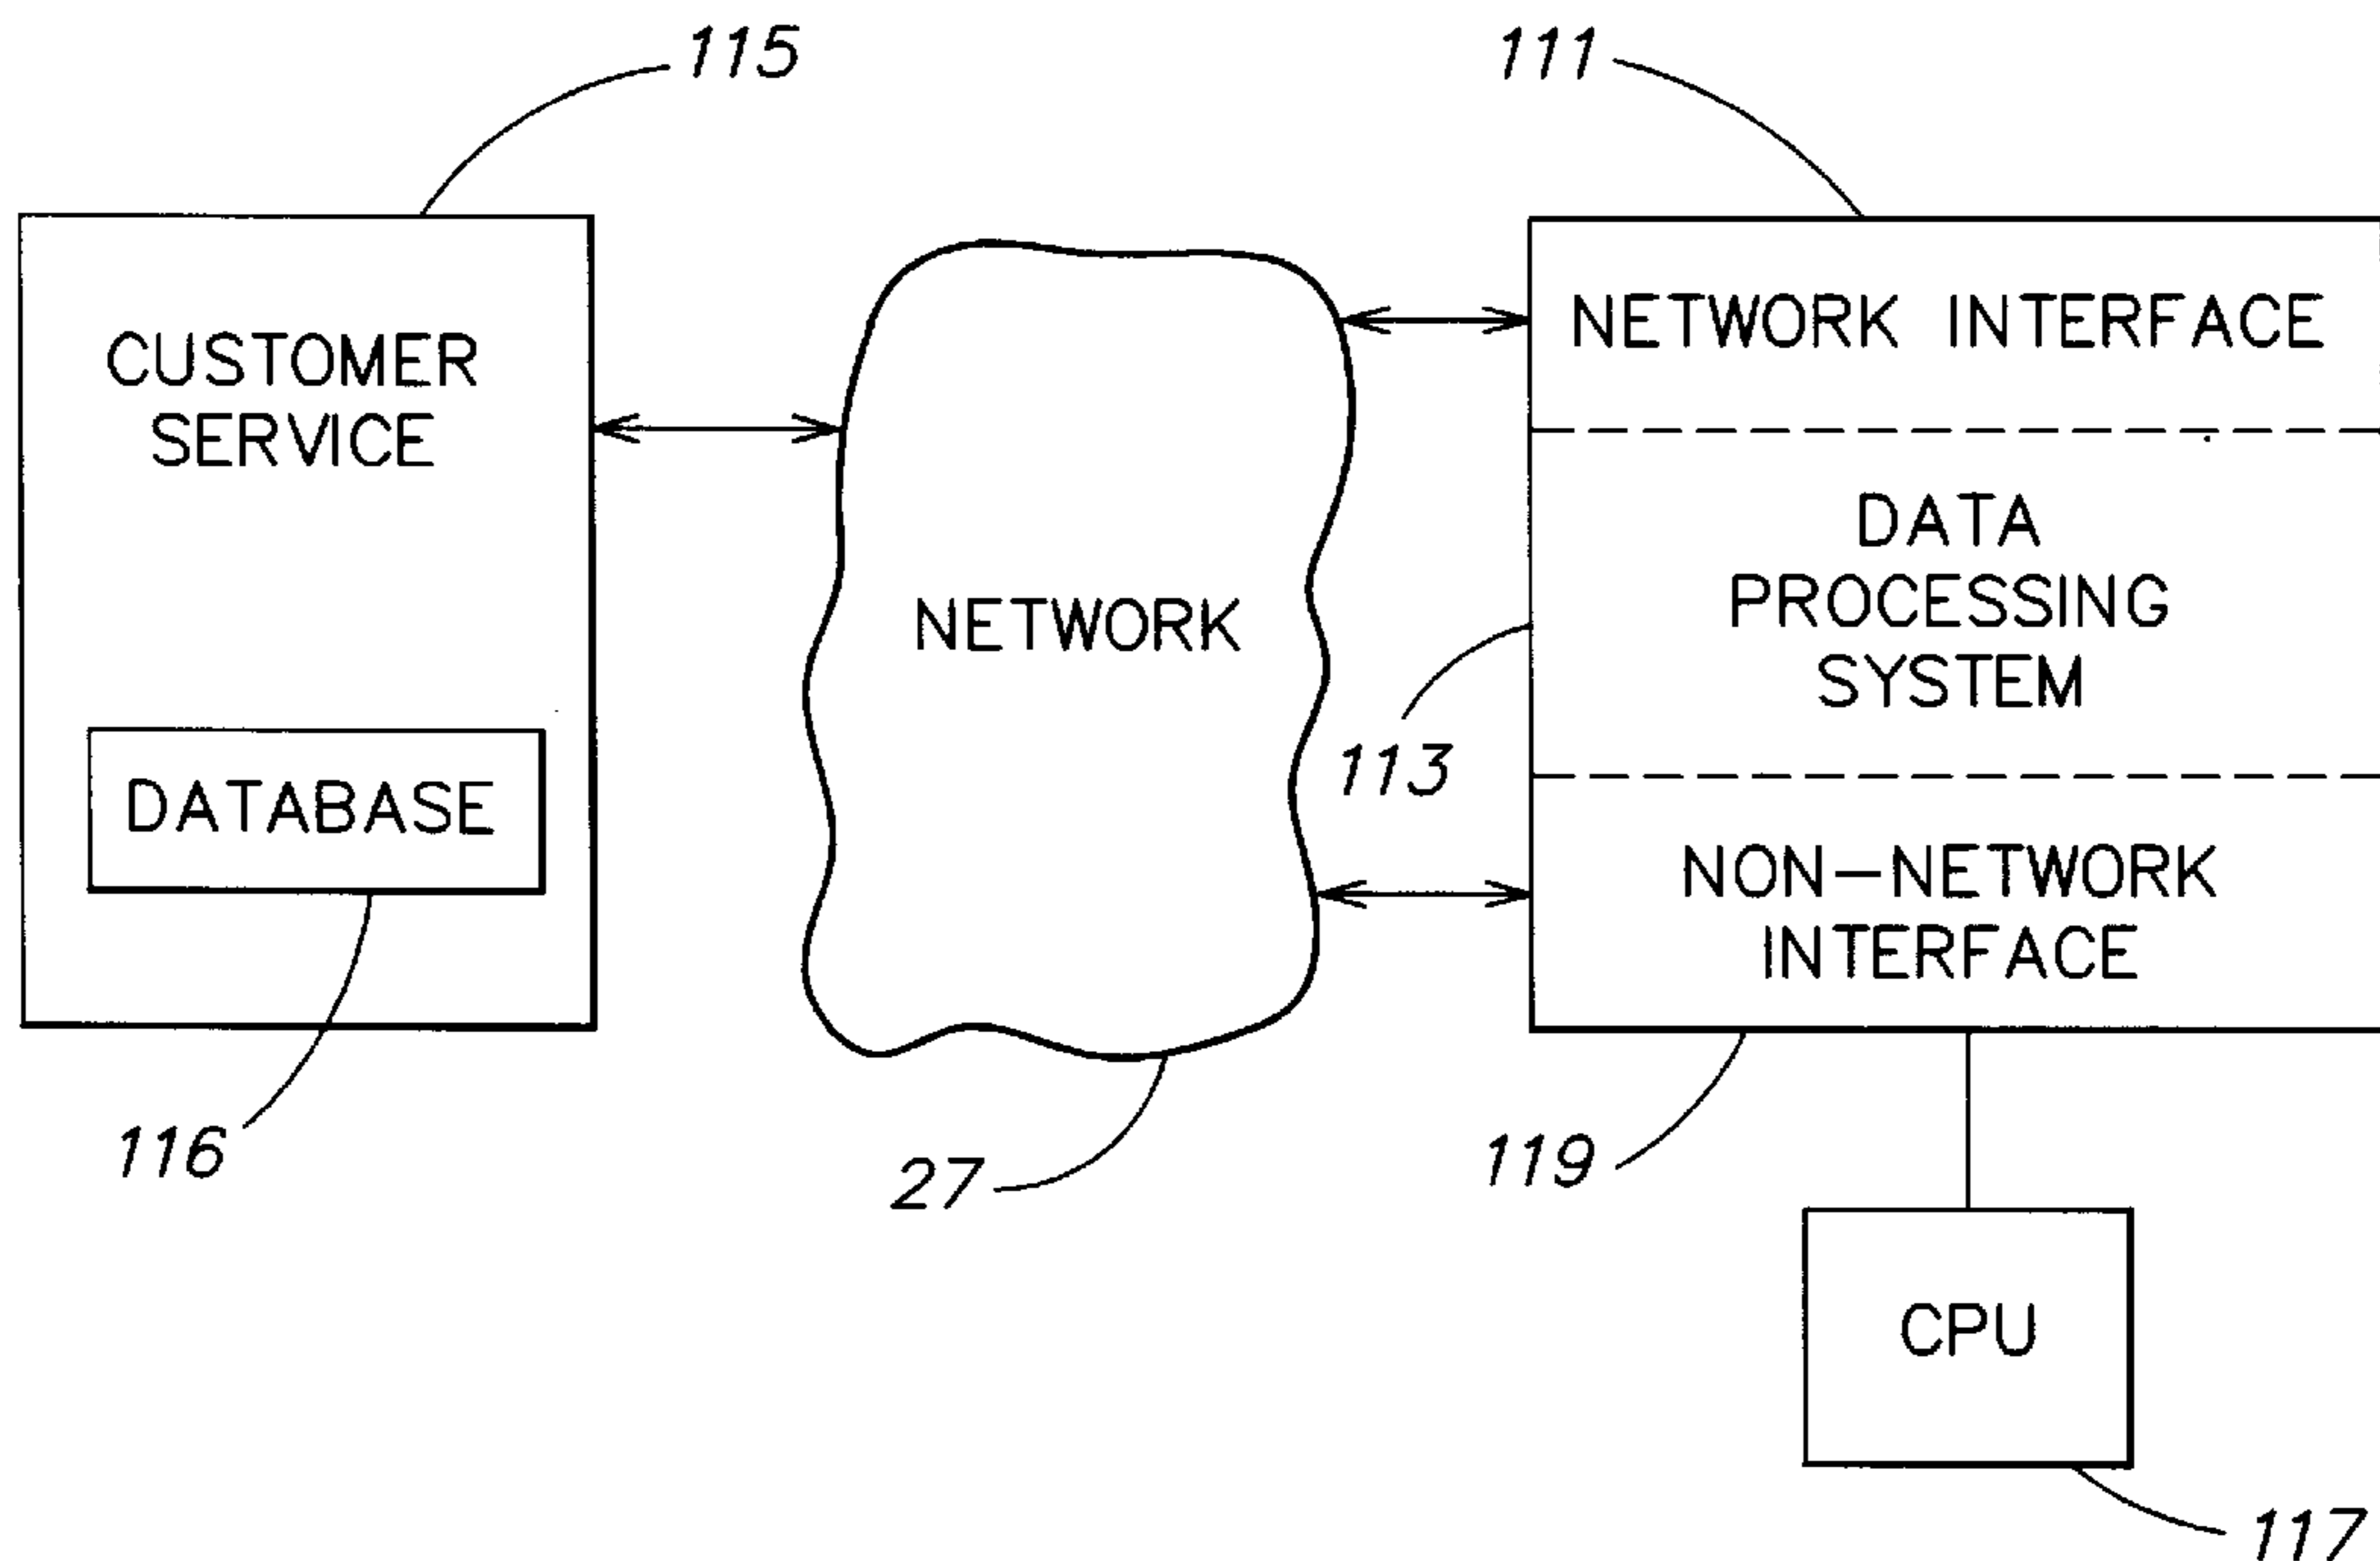 115
111
CUSTOMER
SERVICE
DATABASE
116
NETWORK
27
NETWORK INTERFACE
DATA
PROCESSING
SYSTEM
113
NON-NETWORK
INTERFACE
119
CPU
117